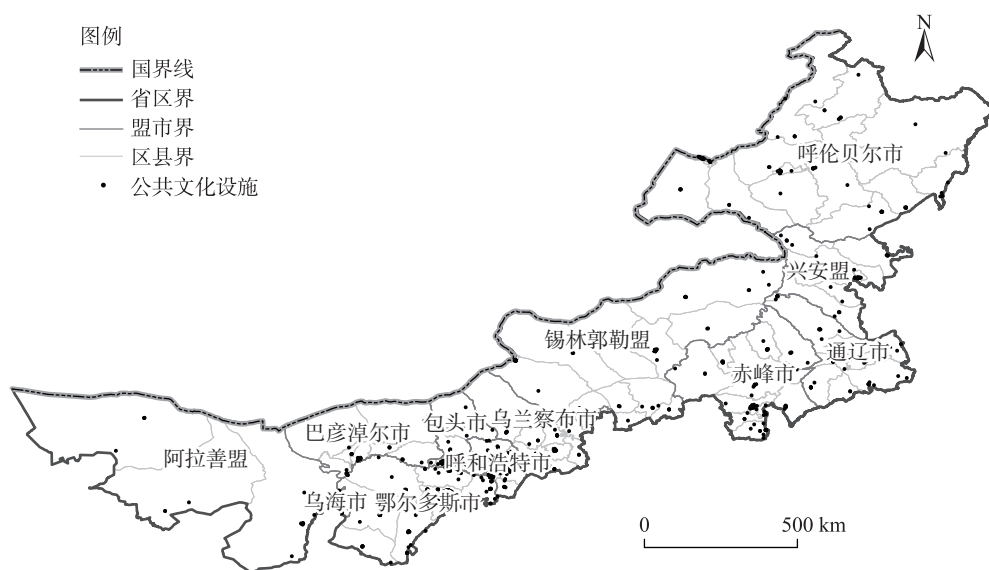 图例
国界线
省区界
盟市界
区县界
公共文化设施
N
呼伦贝尔市
兴安盟
锡林郭勒盟
通辽市
赤峰市
包头市
乌兰察布市
巴彦淖尔市
呼和浩特市
阿拉善盟
乌海市
鄂尔多斯市
0
500 km